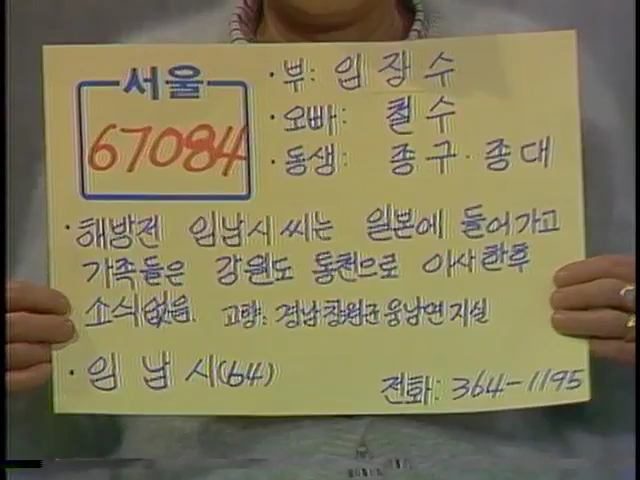 서울
67084
· 부: 임장수
· 오빠: 철수
· 동생: 종구 · 종대
· 해방전 임납시 씨는 일본에 들어가고
가족들은 강원도 통천으로 이사한후
소식없음. 고향: 경남창원군웅남면지실
· 임납시(64)
전화: 364-1195